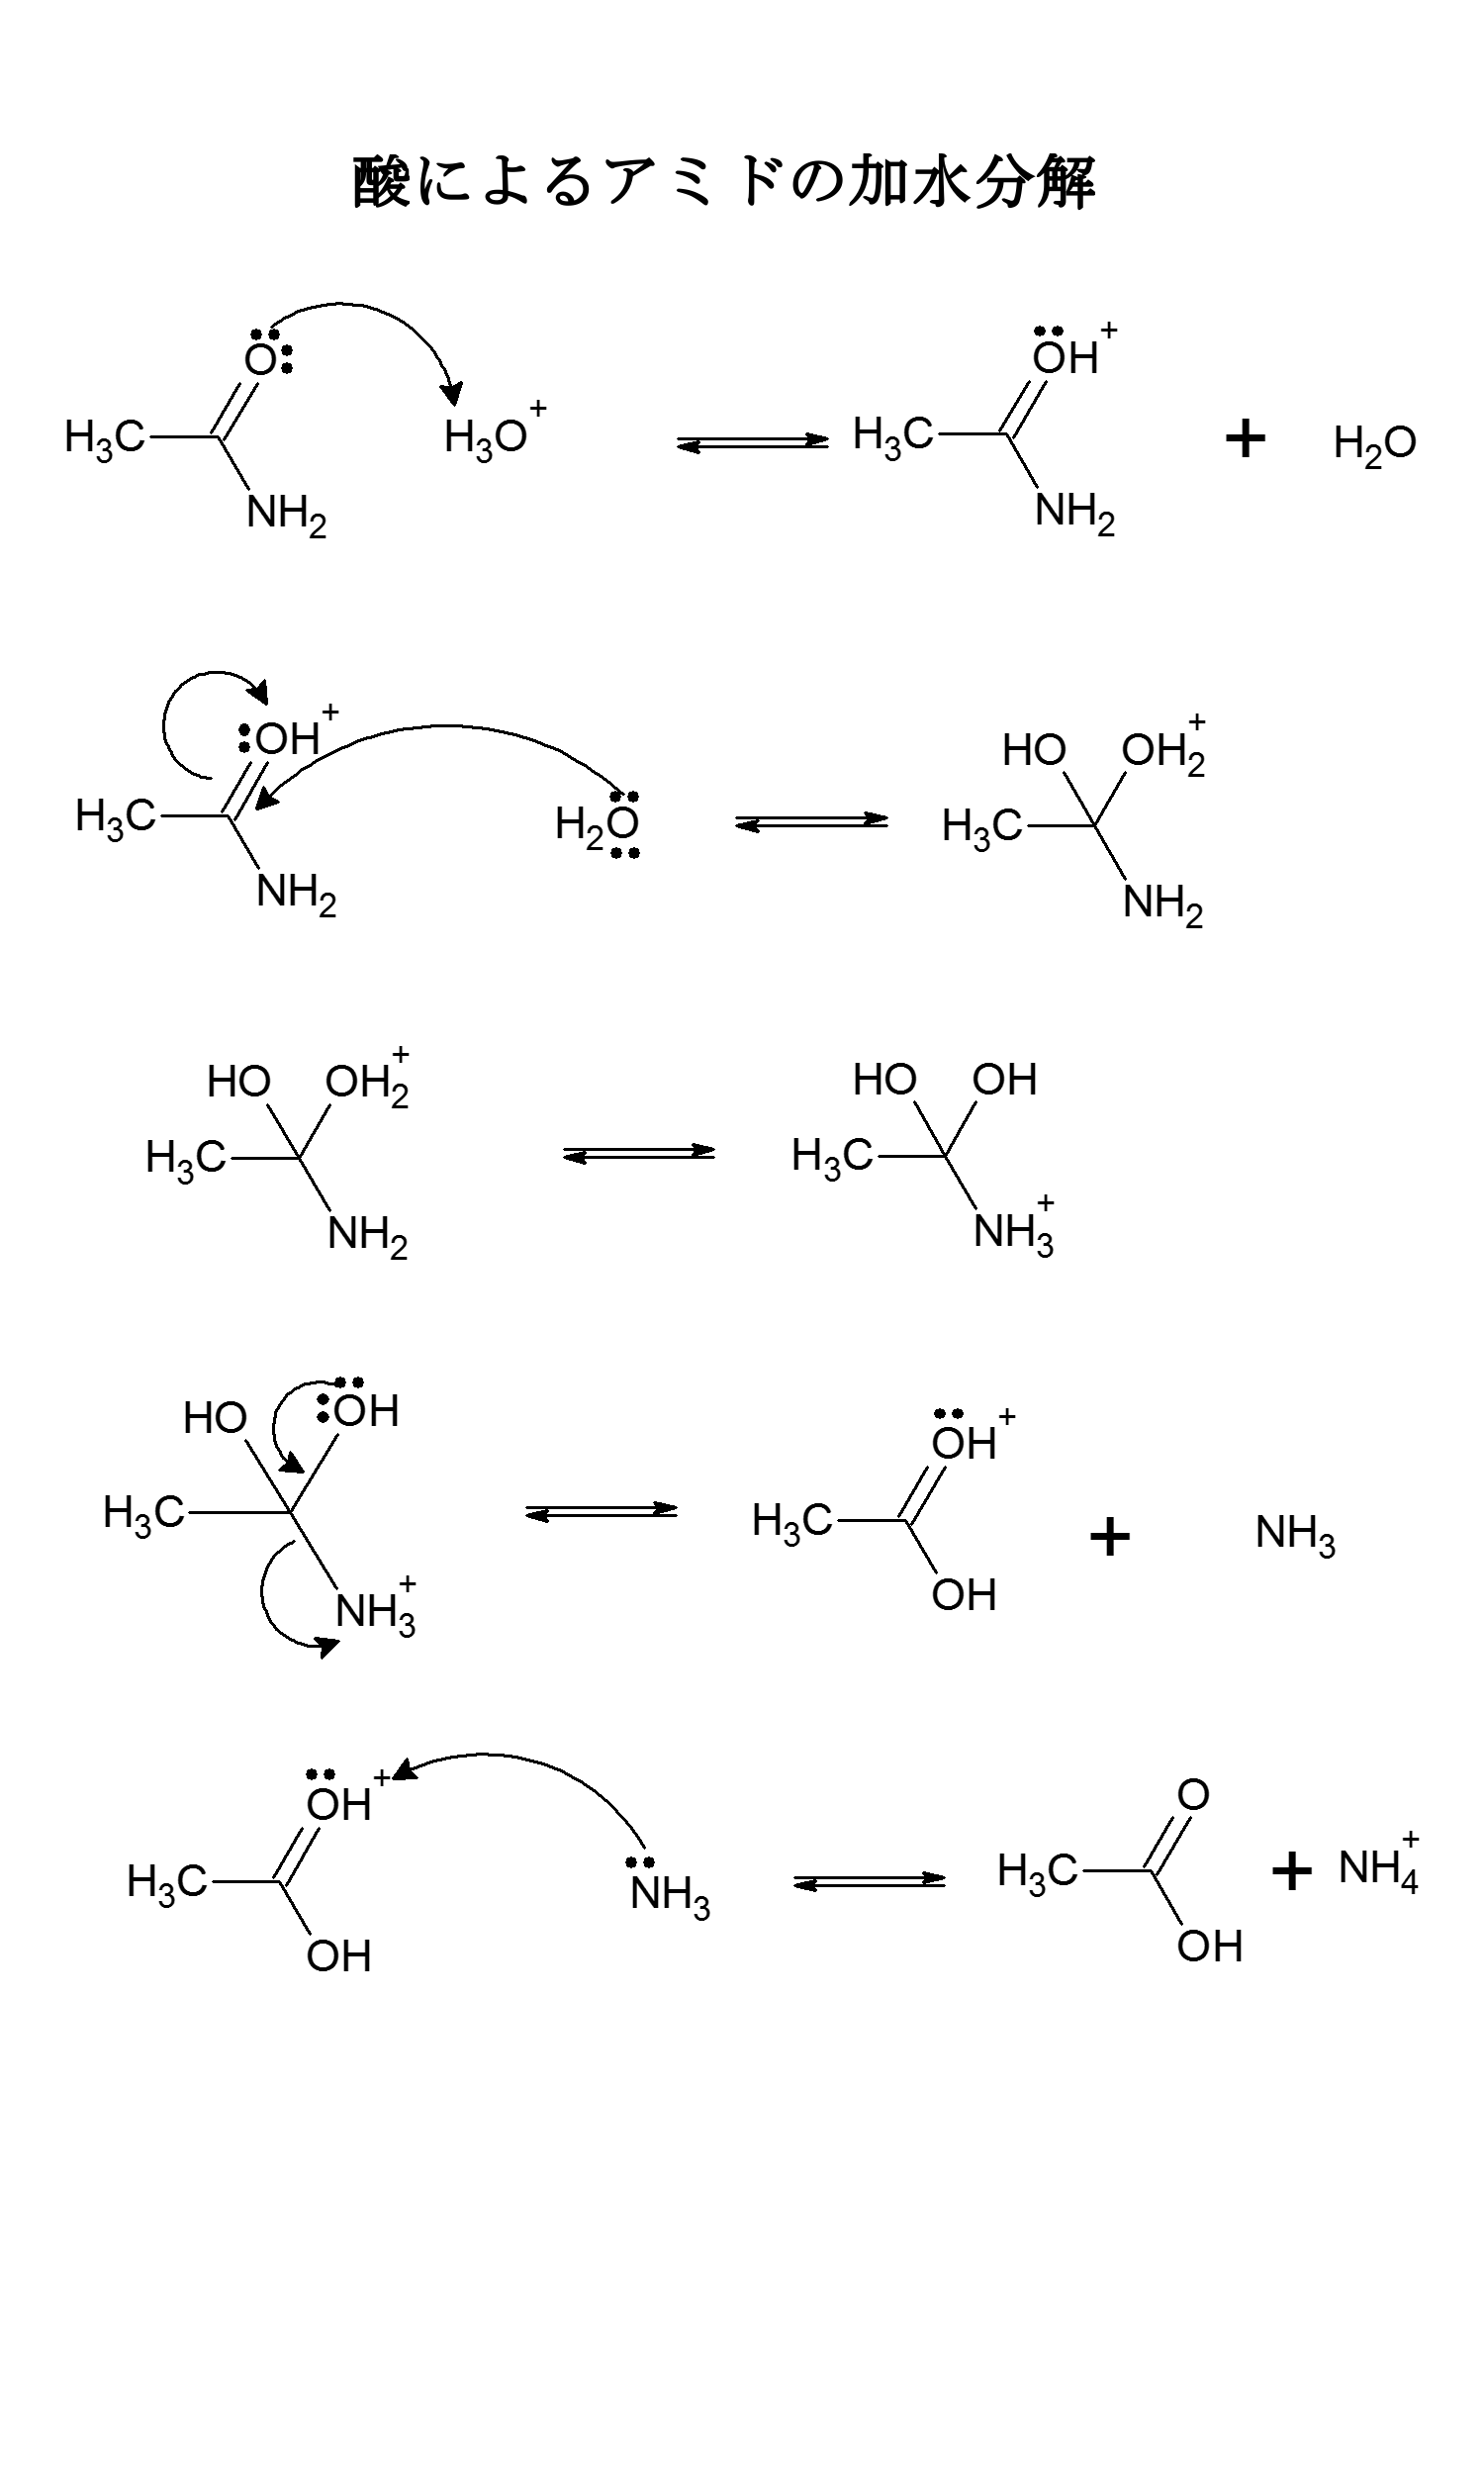 酸によるアミドの加水分解
O
H3C
NH2
H3O+
OH+
H3C
NH2
+
H2O
OH+
H3C
NH2
H2O
HO OH2+
H3C
NH2
HO OH2+
H3C
NH2
HO OH
H3C
NH3+
HO OH
H3C
NH3+
OH+
H3C
OH
+
NH3
OH+
H3C
OH
NH3
O
H3C
OH
+
NH4+